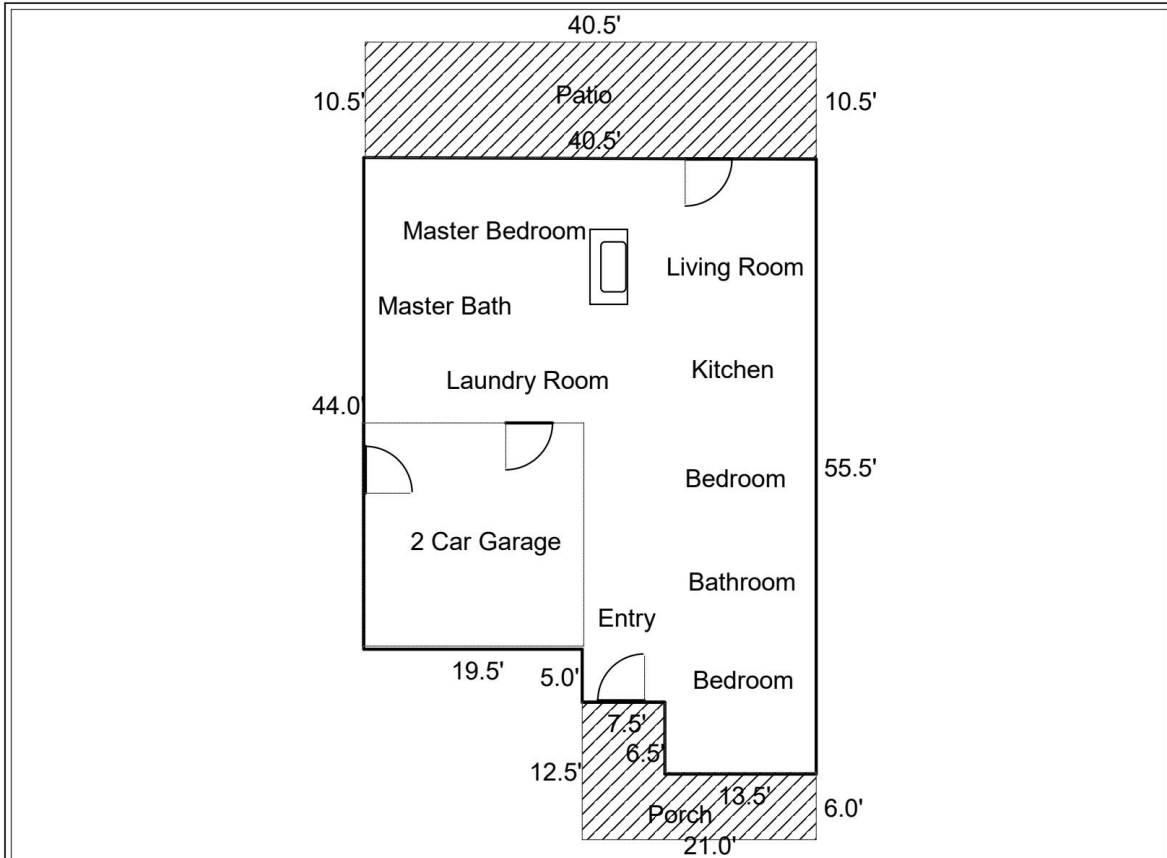 40.5'
10.5'
Patio
10.5'
40.5'
Master Bedroom
Living Room
Master Bath
Kitchen
Laundry Room
44.0'
55.5'
Bedroom
2 Car Garage
Bathroom
Entry
19.5'
5.0'
Bedroom
7.5'
6.5'
12.5'
13.5'
6.0'
Porch
21.0'